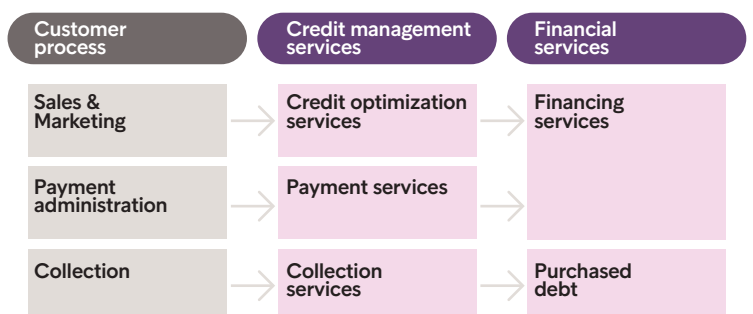 Customer
process
Credit management
services
Financial
services
Sales &
Marketing
Credit optimization
services
Financing
services
Payment
administration
Payment services
Collection
Collection
services
Purchased
debt